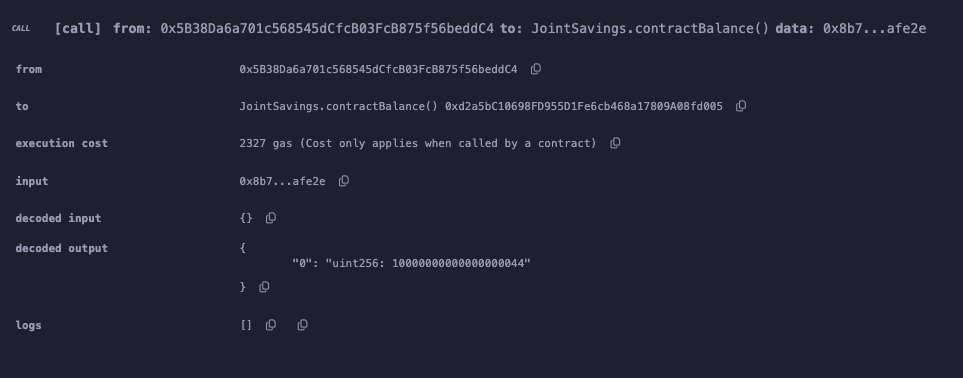 CALL [call] from: 0x5B38Da6a701c568545dCfcB03FcB875f56beddC4 to: JointSavings.contractBalance() data: 0x8b7...afe2e
from 0x5B38Da6a701c568545dCfcB03FcB875f56beddC4
to JointSavings.contractBalance() 0xd2a5bC10698FD955D1Fe6cb468a17809A08fd005
execution cost 2327 gas (Cost only applies when called by a contract)
input 0x8b7...afe2e
decoded input {}
decoded output {
"0": "uint256: 10000000000000000044"
}
logs []